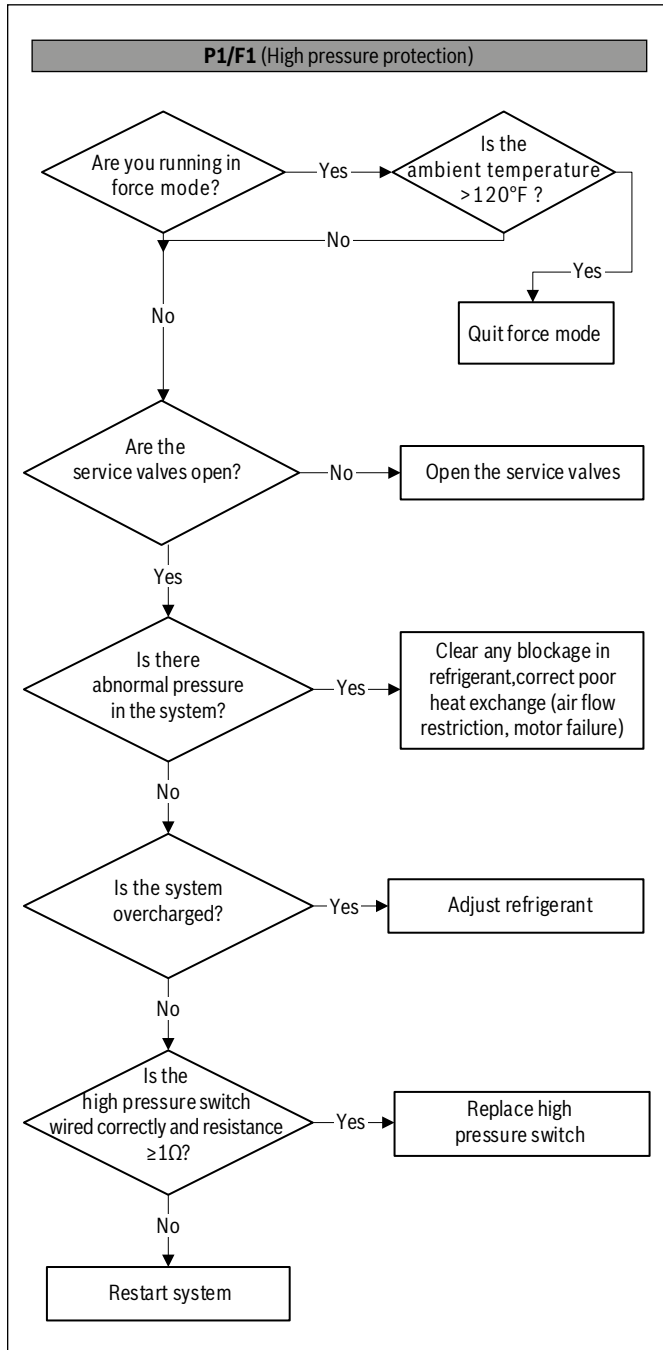 P1/F1 (High pressure protection)
Are you running in
force mode?
Yes
Is the
ambient temperature
>120°F ?
No
Yes
No
Quit force mode
Are the
service valves open?
No
Open the service valves
Yes
Is there
abnormal pressure
in the system?
Yes
Clear any blockage in
refrigerant,correct poor
heat exchange (air flow
restriction, motor failure)
No
Is the system
overcharged?
Yes
Adjust refrigerant
No
Is the
high pressure switch
wired correctly and resistance
≥1Ω?
Yes
Replace high
pressure switch
No
Restart system